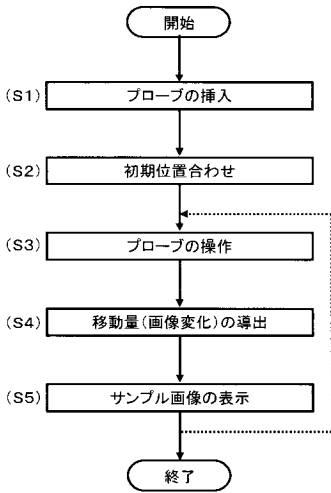 開始
(S1) プローブの挿入
(S2) 初期位置合わせ
(S3) プローブの操作
(S4) 移動量(画像変化)の導出
(S5) サンプル画像の表示
終了